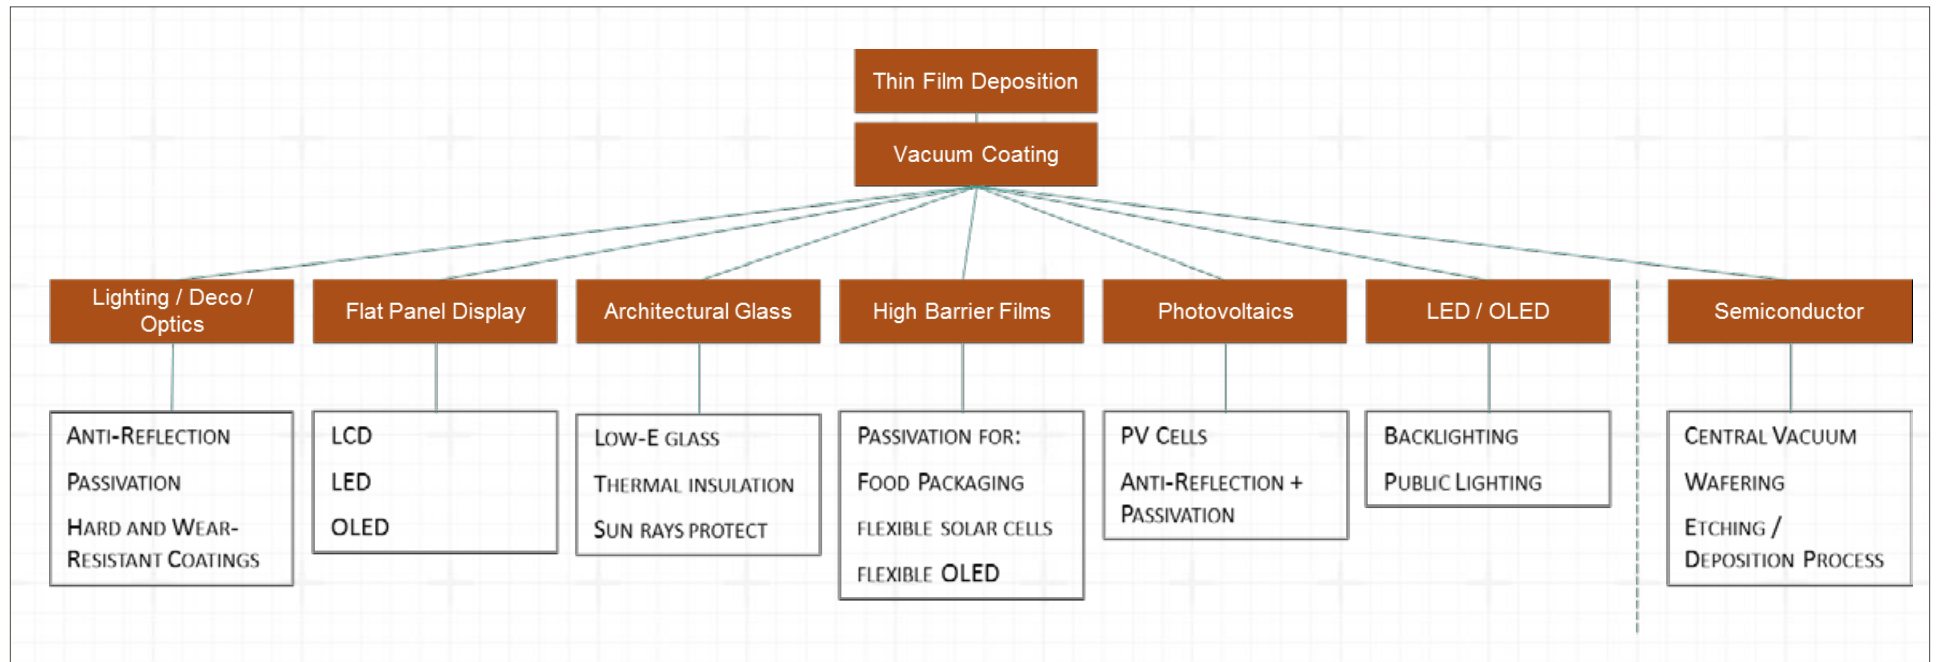 Thin Film Deposition
Vacuum Coating
Lighting / Deco /
Optics
Flat Panel Display
Architectural Glass
High Barrier Films
Photovoltaics
LED / OLED
Semiconductor
ANTI-REFLECTION
PASSIVATION
HARD AND WEAR-
RESISTANT COATINGS
LCD
LED
OLED
LOW-E GLASS
THERMAL INSULATION
SUN RAYS PROTECT
PASSIVATION FOR:
FOOD PACKAGING
FLEXIBLE SOLAR CELLS
FLEXIBLE OLED
PV CELLS
ANTI-REFLECTION +
PASSIVATION
BACKLIGHTING
PUBLIC LIGHTING
CENTRAL VACUUM
WAFERING
ETCHING /
DEPOSITION PROCESS